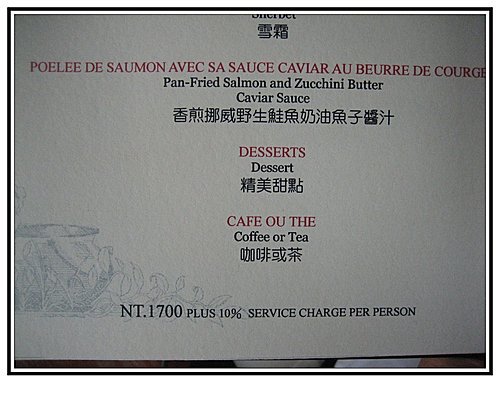 Sherbet
雪霜
POELEE DE SAUMON AVEC SA SAUCE CAVIAR AU BEURRE DE COURGE
Pan-Fried Salmon and Zucchini Butter
Caviar Sauce
香煎挪威野生鮭魚奶油魚子醬汁
DESSERTS
Dessert
精美甜點
CAFE OU THE
Coffee or Tea
咖啡或茶
NT.1700 PLUS 10% SERVICE CHARGE PER PERSON